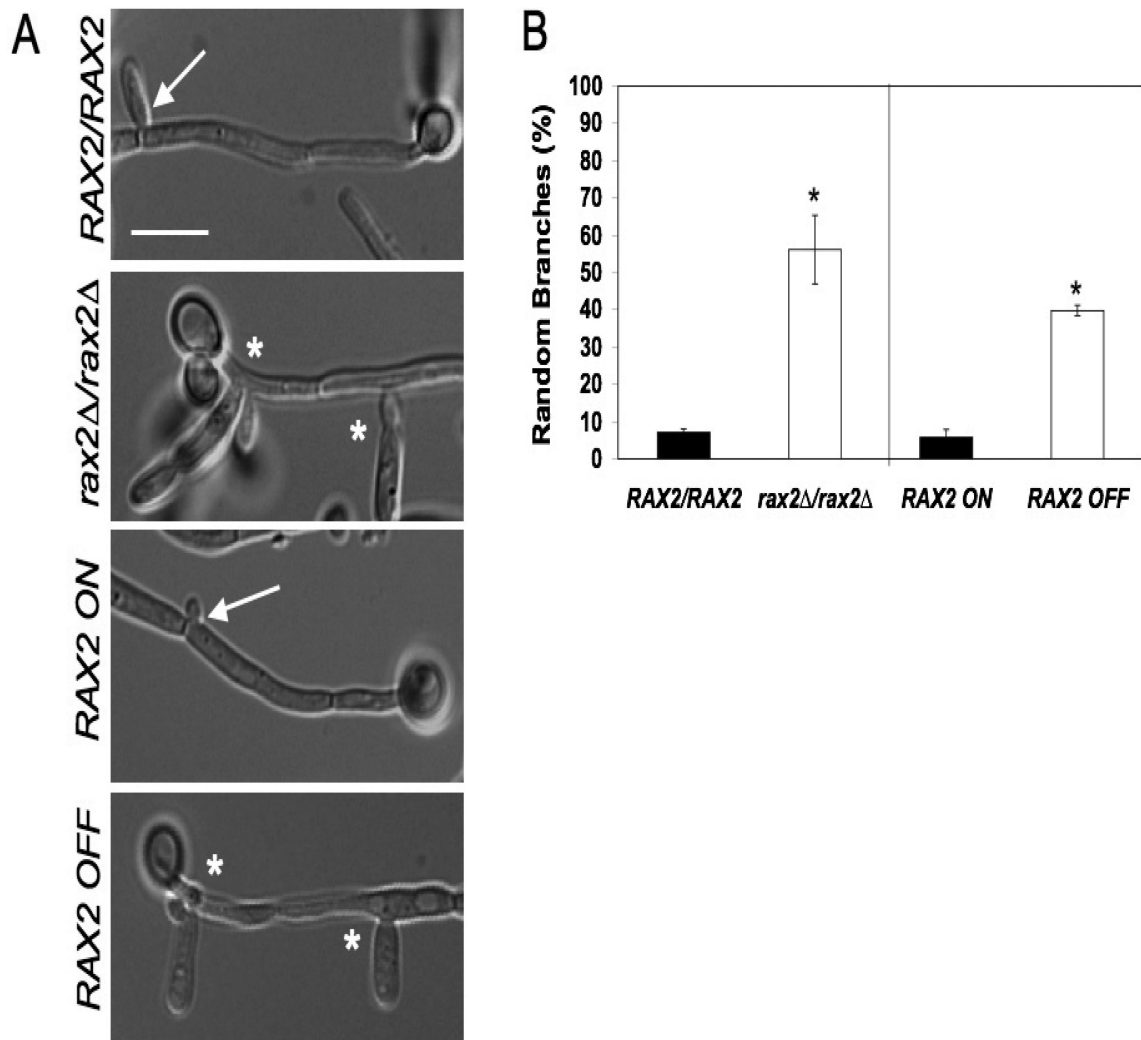 A
RAX2/RAX2
*
*
rax2Δ/rax2Δ
RAX2 ON
*
*
RAX2 OFF
B
Random Branches (%)
100
90
80
70
60
50
40
30
20
10
0
*
*
RAX2/RAX2 rax2Δ/rax2Δ RAX2 ON RAX2 OFF